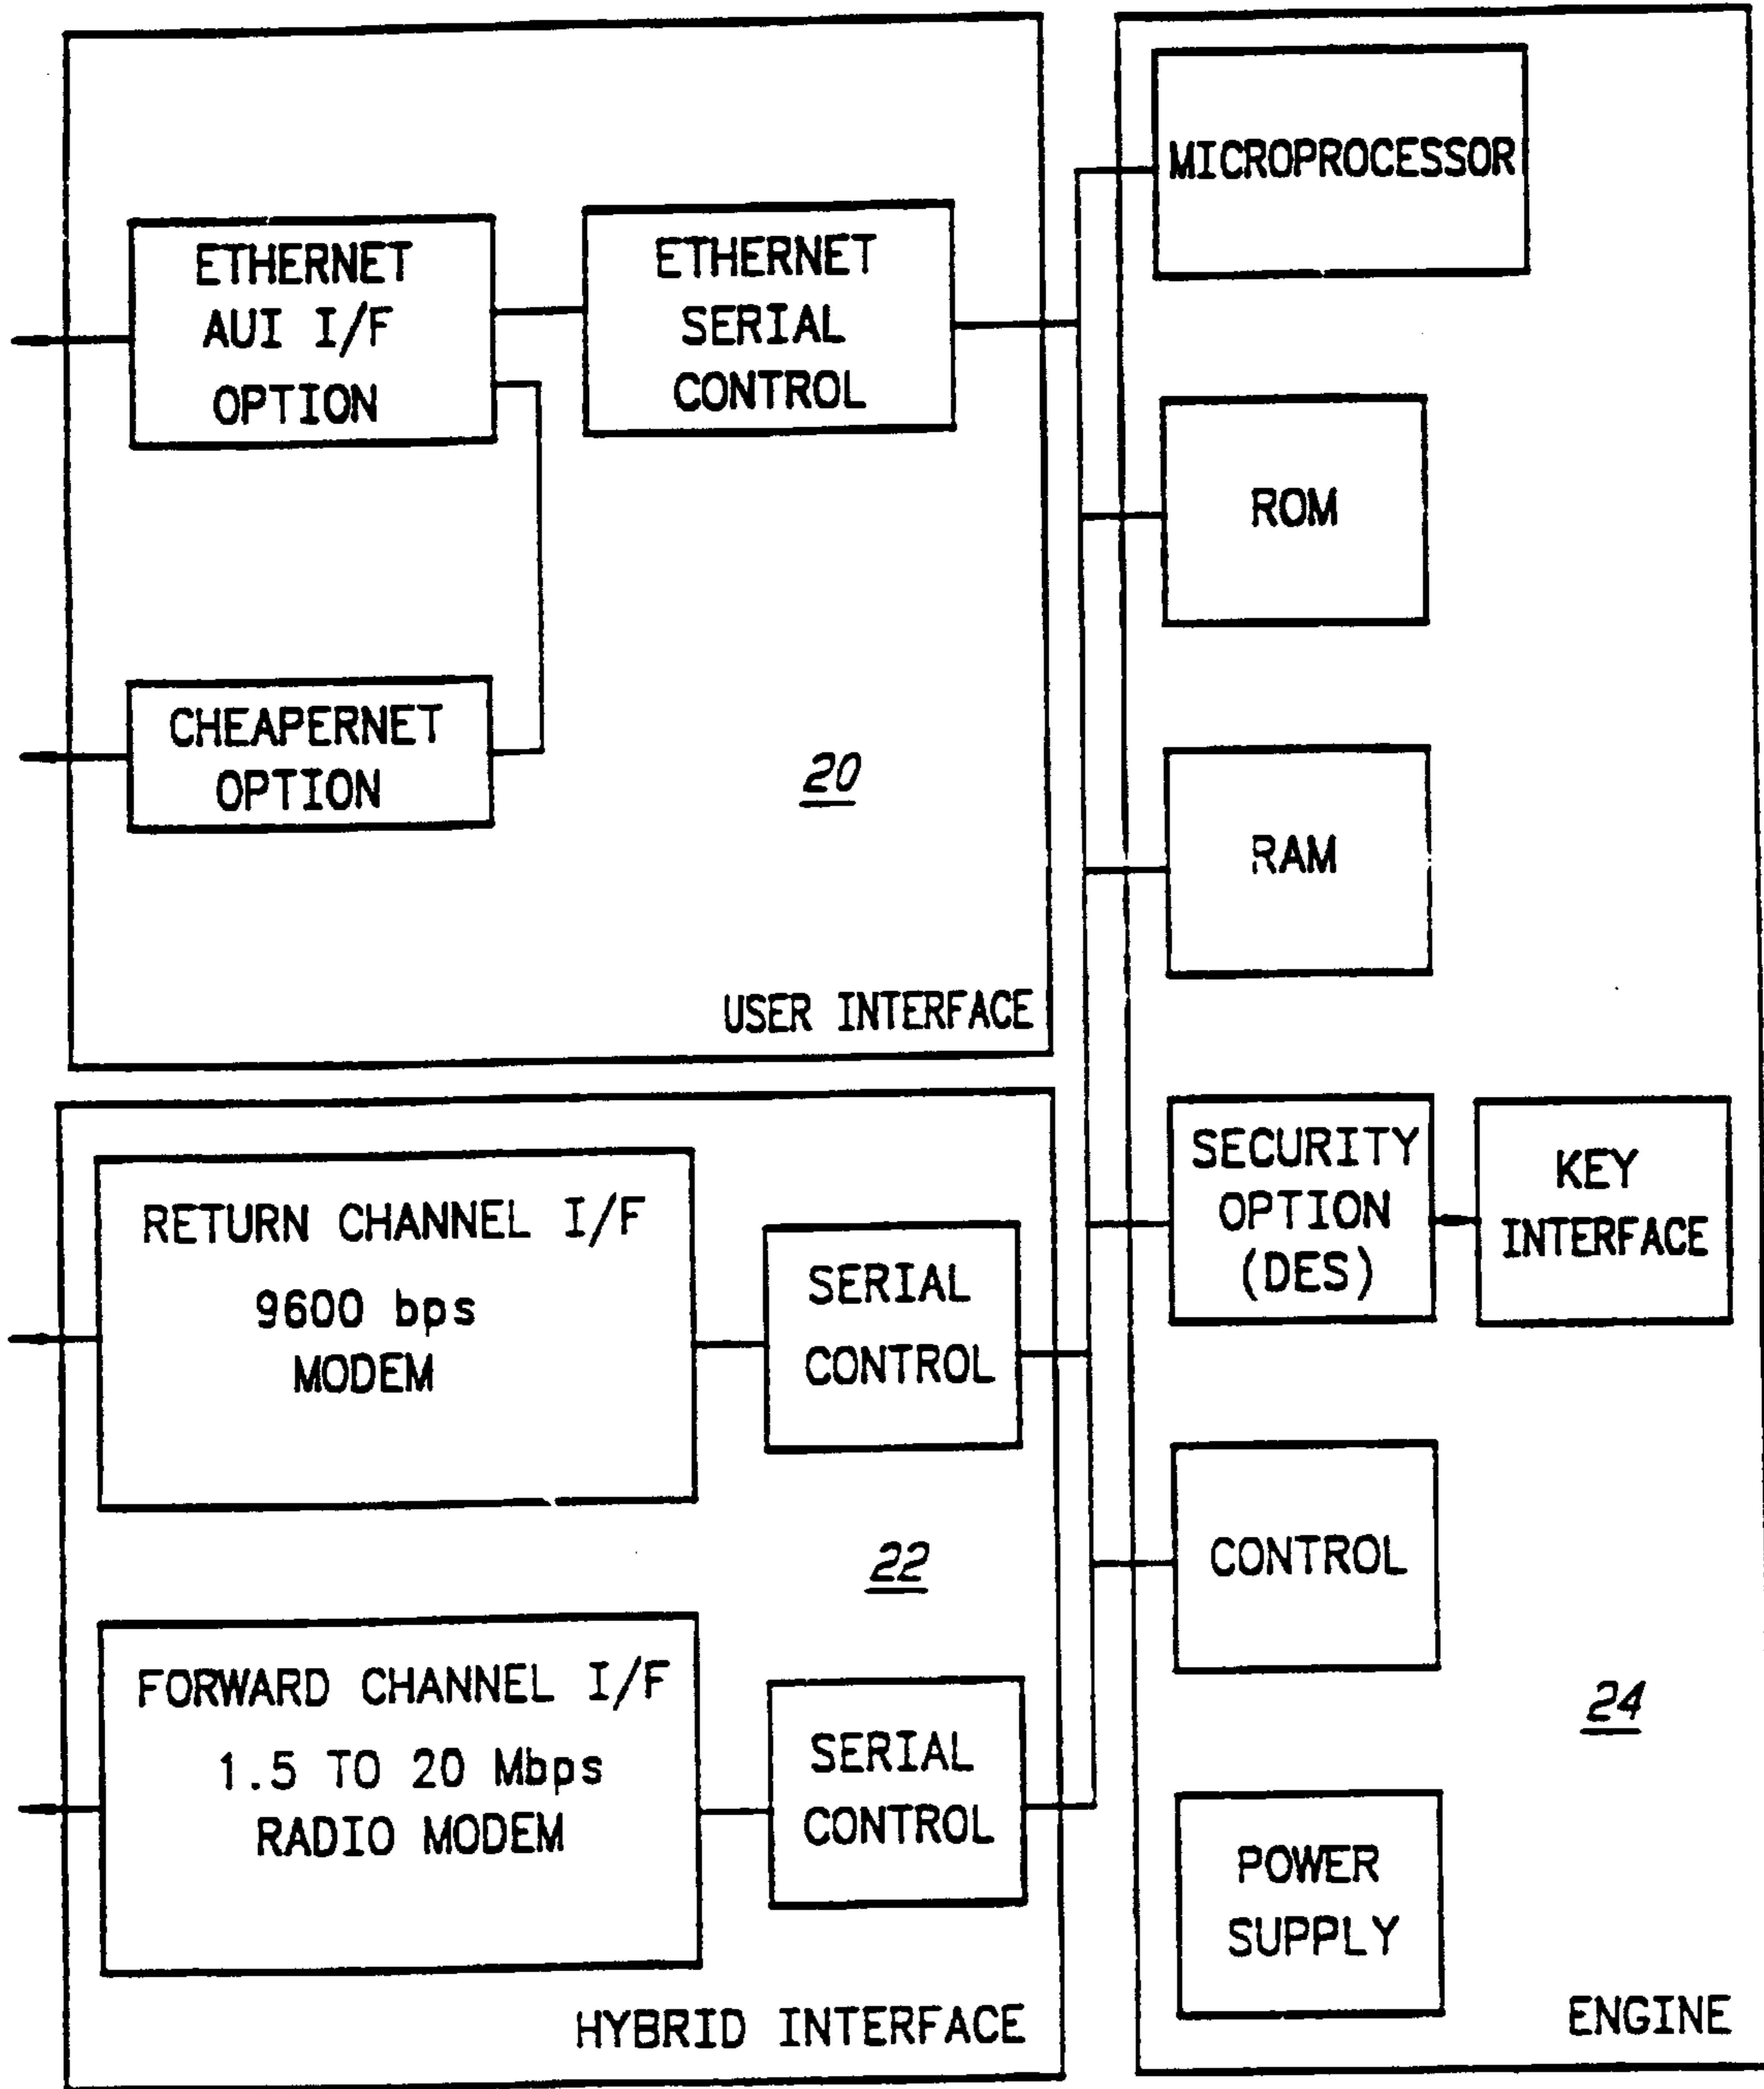 ETHERNET
AUI I/F
OPTION
ETHERNET
SERIAL
CONTROL
CHEAPERNET
OPTION
20
USER INTERFACE
RETURN CHANNEL I/F
9600 bps
MODEM
SERIAL
CONTROL
22
FORWARD CHANNEL I/F
1.5 TO 20 Mbps
RADIO MODEM
SERIAL
CONTROL
HYBRID INTERFACE
MICROPROCESSOR
ROM
RAM
SECURITY
OPTION
(DES)
KEY
INTERFACE
CONTROL
24
POWER
SUPPLY
ENGINE